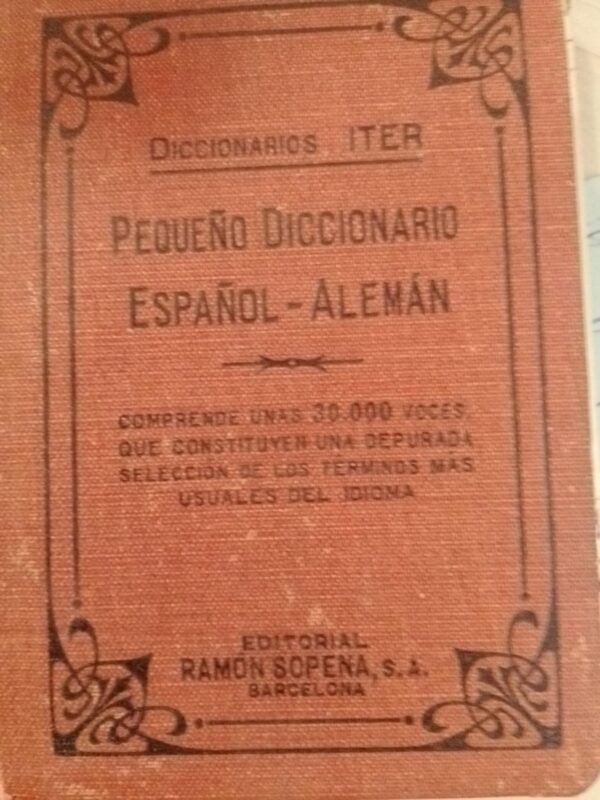 DICCIONARIOS ITER
PEQUEÑO DICCIONARIO
ESPAÑOL-ALEMÁN
COMPRENDE UNAS 30.000 VOCES,
QUE CONSTITUYEN UNA DEPURADA
SELECCIÓN DE LOS TÉRMINOS MÁS
USUALES DEL IDIOMA
EDITORIAL
RAMÓN SOPENA, S. A.
BARCELONA